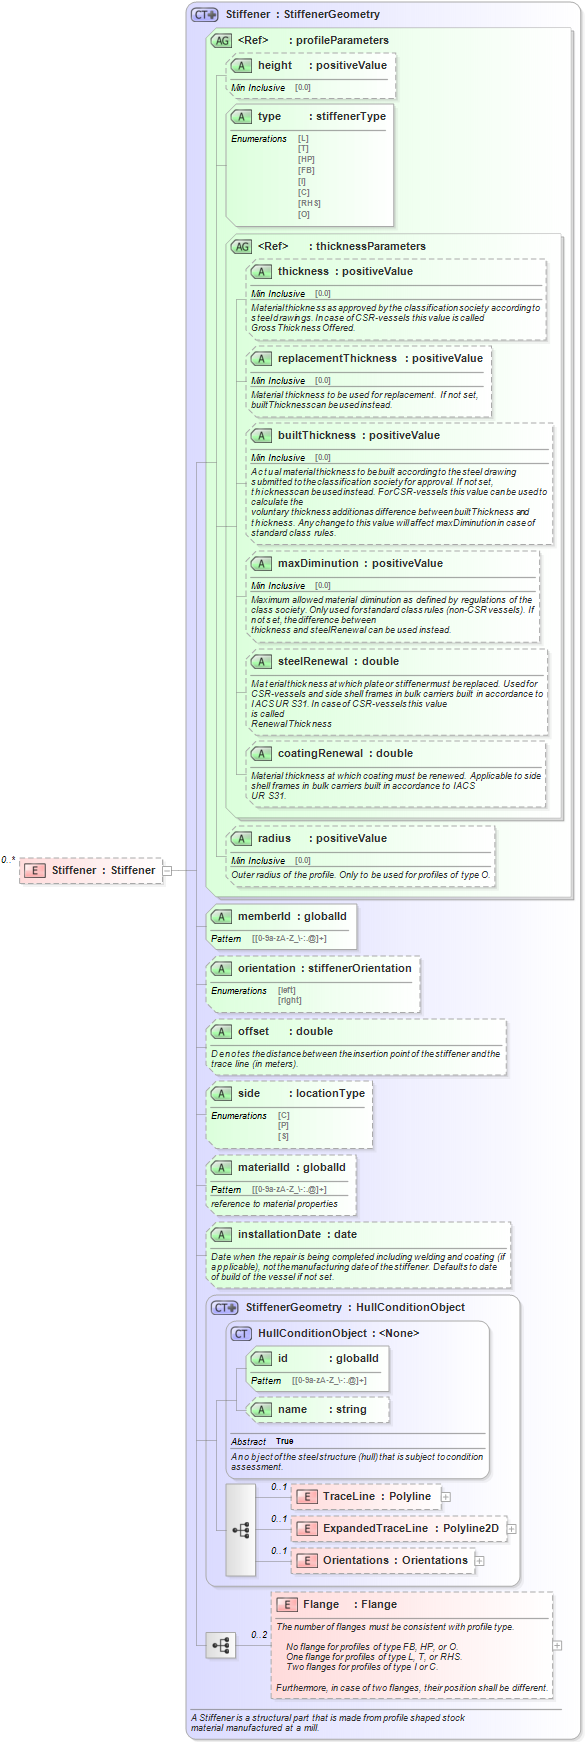 CT Stiffener : StiffenerGeometry
AG <Ref> : profileParameters
A height : positiveValue
Min Inclusive [0.0]
A type : stiffenerType
Enumerations [L]
[T]
[HP]
[FB]
[I]
[C]
[RHS]
[O]
AG <Ref> : thicknessParameters
A thickness : positiveValue
Min Inclusive [0.0]
Material thickness as approved by the classification society according to
steel drawings. In case of CSR-vessels this value is called
Gross Thickness Offered.
A replacementThickness : positiveValue
Min Inclusive [0.0]
Material thickness to be used for replacement. If not set,
builtThickness can be used instead.
A builtThickness : positiveValue
Min Inclusive [0.0]
Actual material thickness to be built according to the steel drawing
submitted to the classification society for approval. If not set,
thickness can be used instead. For CSR-vessels this value can be used to
calculate the
voluntary thickness addition as difference between builtThickness and
thickness. Any change to this value will affect maxDiminution in case of
standard class rules.
A maxDiminution : positiveValue
Min Inclusive [0.0]
Maximum allowed material diminution as defined by regulations of the
class society. Only used for standard class rules (non-CSR vessels). If
not set, the difference between
thickness and steelRenewal can be used instead.
A steelRenewal : double
Material thickness at which plate or stiffener must be replaced. Used for
CSR-vessels and side shell frames in bulk carriers built in accordance to
IACS UR S31. In case of CSR-vessels this value
is called
Renewal Thickness
A coatingRenewal : double
Material thickness at which coating must be renewed. Applicable to side
shell frames in bulk carriers built in accordance to IACS
UR S31.
A radius : positiveValue
Min Inclusive [0.0]
Outer radius of the profile. Only to be used for profiles of type O.
0..*
E Stiffener : Stiffener
A memberId : globalId
Pattern [[0-9a-zA-Z_\-:.@]+]
A orientation : stiffenerOrientation
Enumerations [left]
[right]
A offset : double
Denotes the distance between the insertion point of the stiffener and the
trace line (in meters).
A side : locationType
Enumerations [C]
[P]
[S]
A materialId : globalId
Pattern [[0-9a-zA-Z_\-:.@]+]
reference to material properties
A installationDate : date
Date when the repair is being completed including welding and coating (if
applicable), not the manufacturing date of the stiffener. Defaults to date
of build of the vessel if not set.
CT StiffenerGeometry : HullConditionObject
CT HullConditionObject : <None>
A id : globalId
Pattern [[0-9a-zA-Z_\-:.@]+]
A name : string
Abstract True
An object of the steel structure (hull) that is subject to condition
assessment.
0..1
E TraceLine : Polyline
0..1
E ExpandedTraceLine : Polyline2D
0..1
E Orientations : Orientations
0..2
E Flange : Flange
The number of flanges must be consistent with profile type.
No flange for profiles of type FB, HP, or O.
One flange for profiles of type L, T, or RHS.
Two flanges for profiles of type I or C.
Furthermore, in case of two flanges, their position shall be different.
A Stiffener is a structural part that is made from profile shaped stock
material manufactured at a mill.